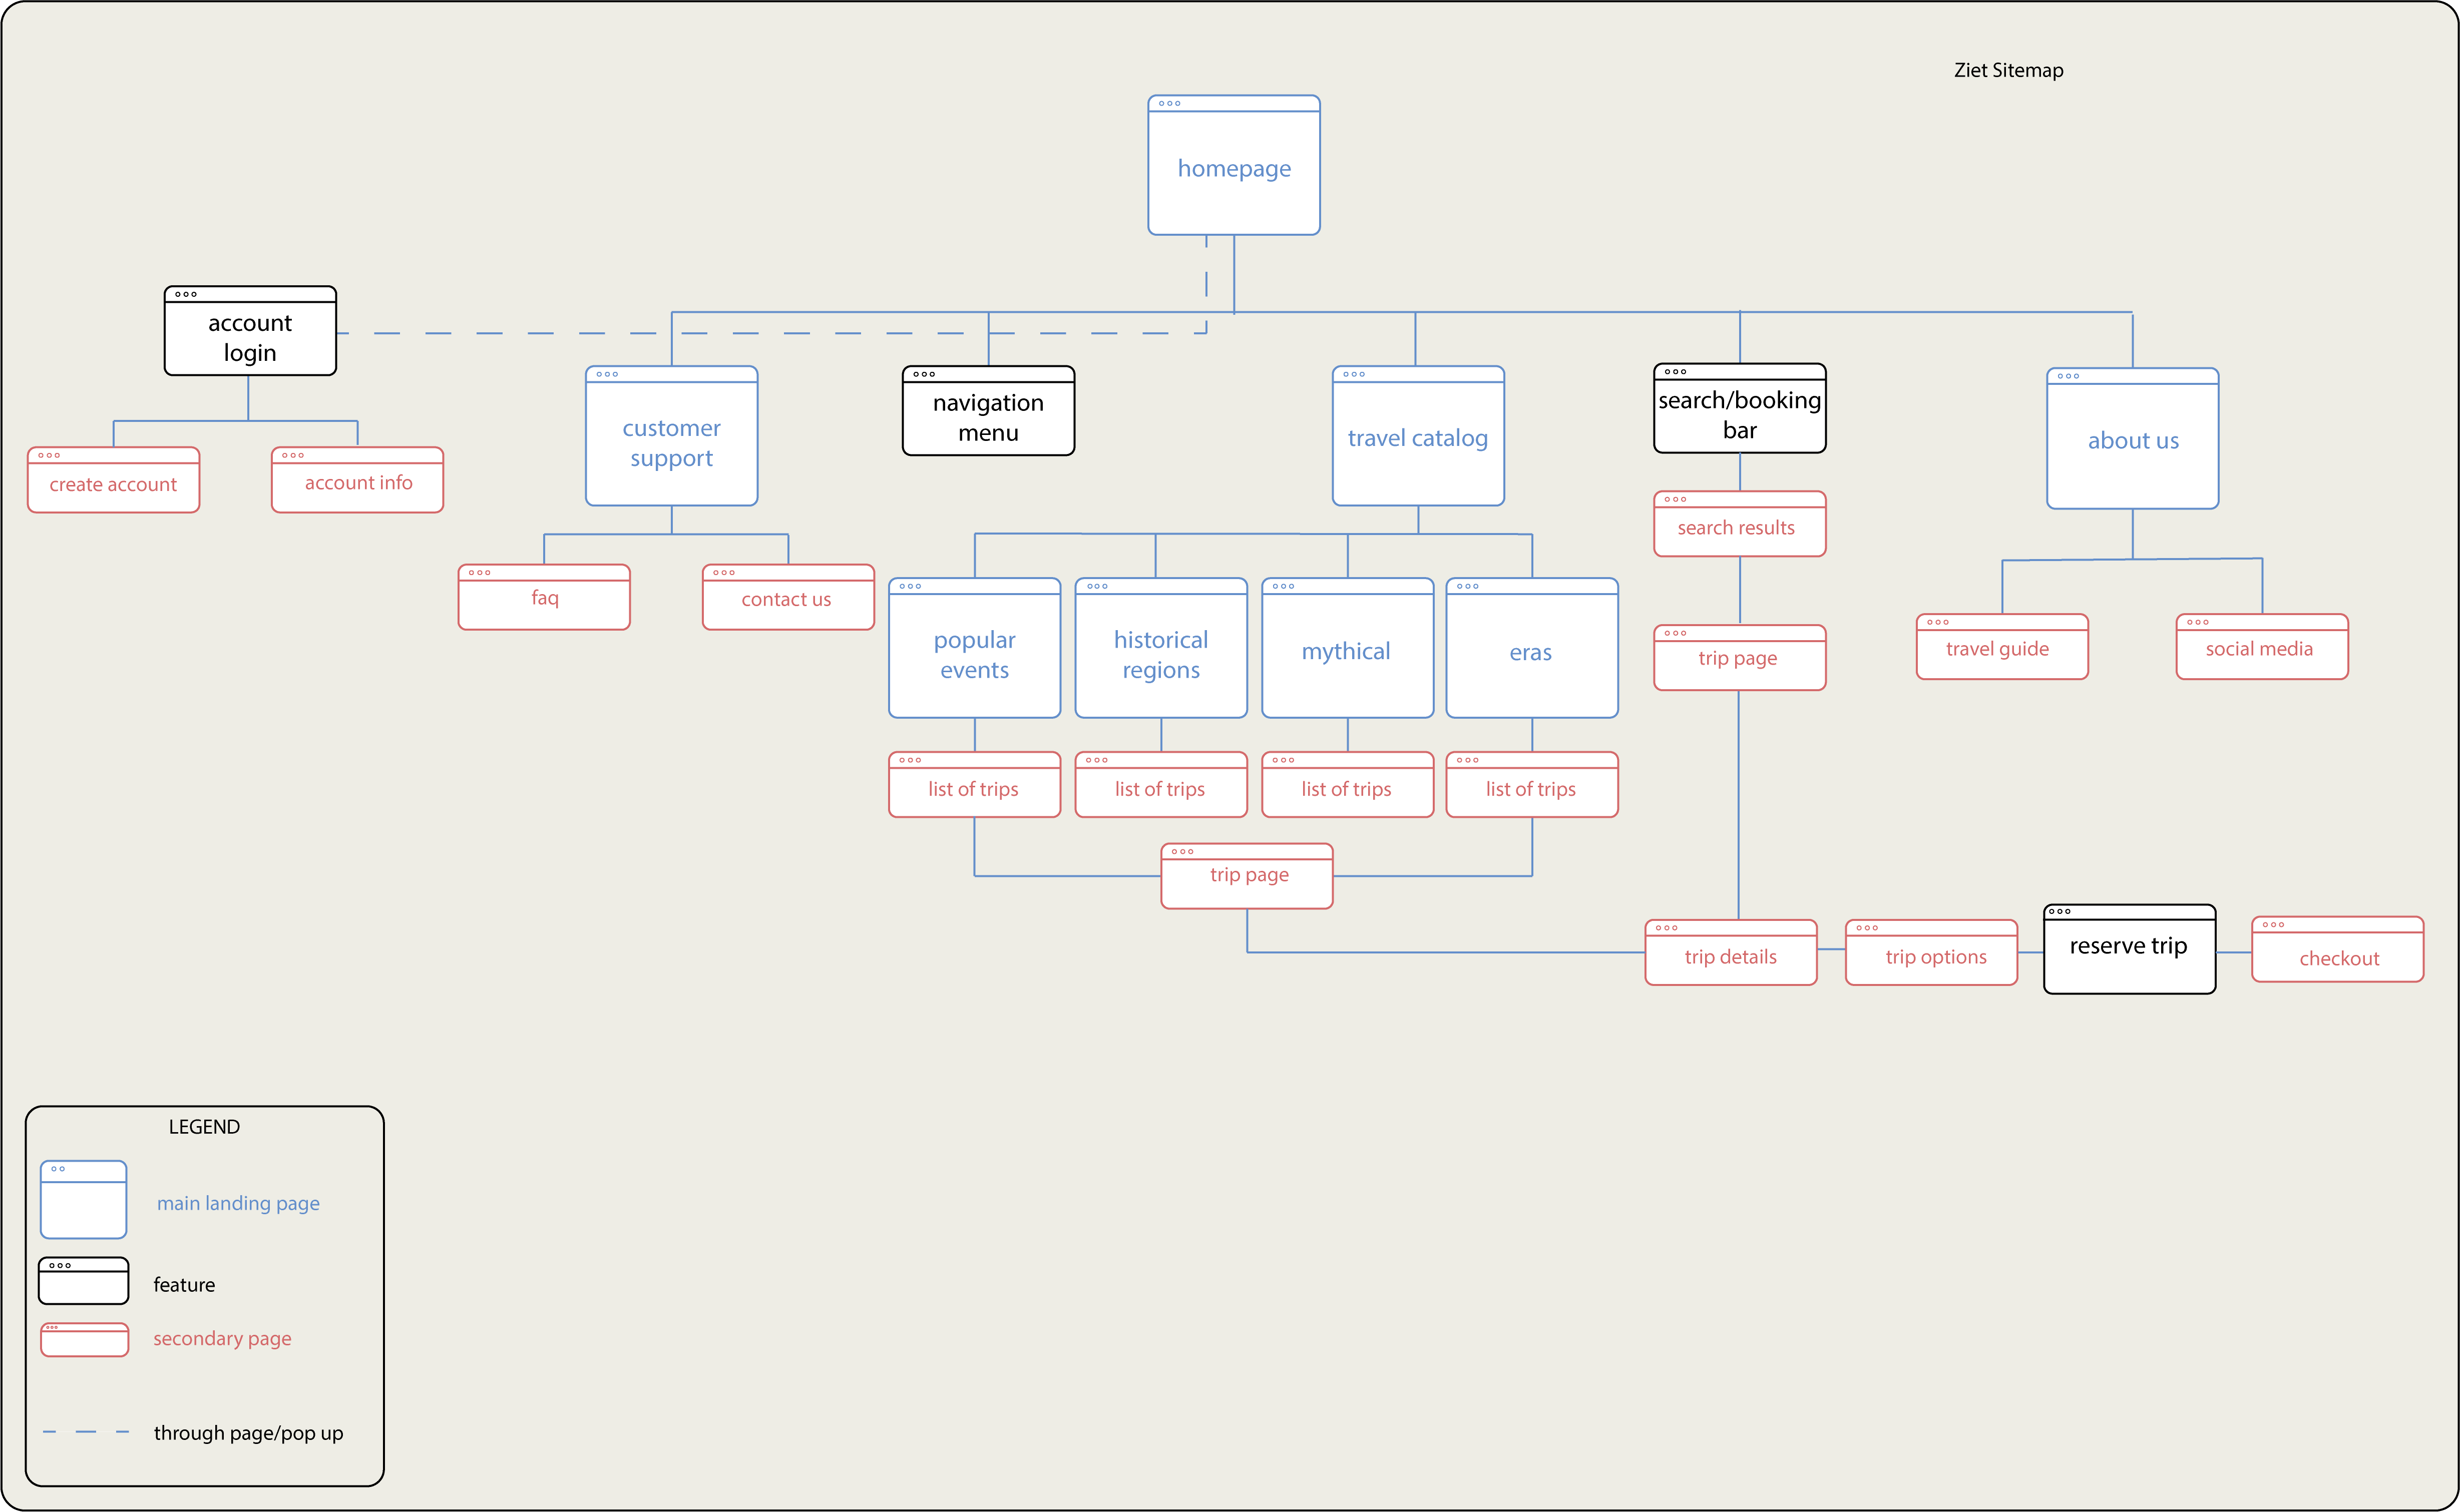 Ziet Sitemap
homepage
account
login
create account
account info
customer
support
faq
contact us
navigation
menu
travel catalog
popular
events
historical
regions
mythical
eras
list of trips
list of trips
list of trips
list of trips
trip page
search/booking
bar
search results
trip page
about us
travel guide
social media
trip details
trip options
reserve trip
checkout
LEGEND
main landing page
feature
secondary page
through page/pop up